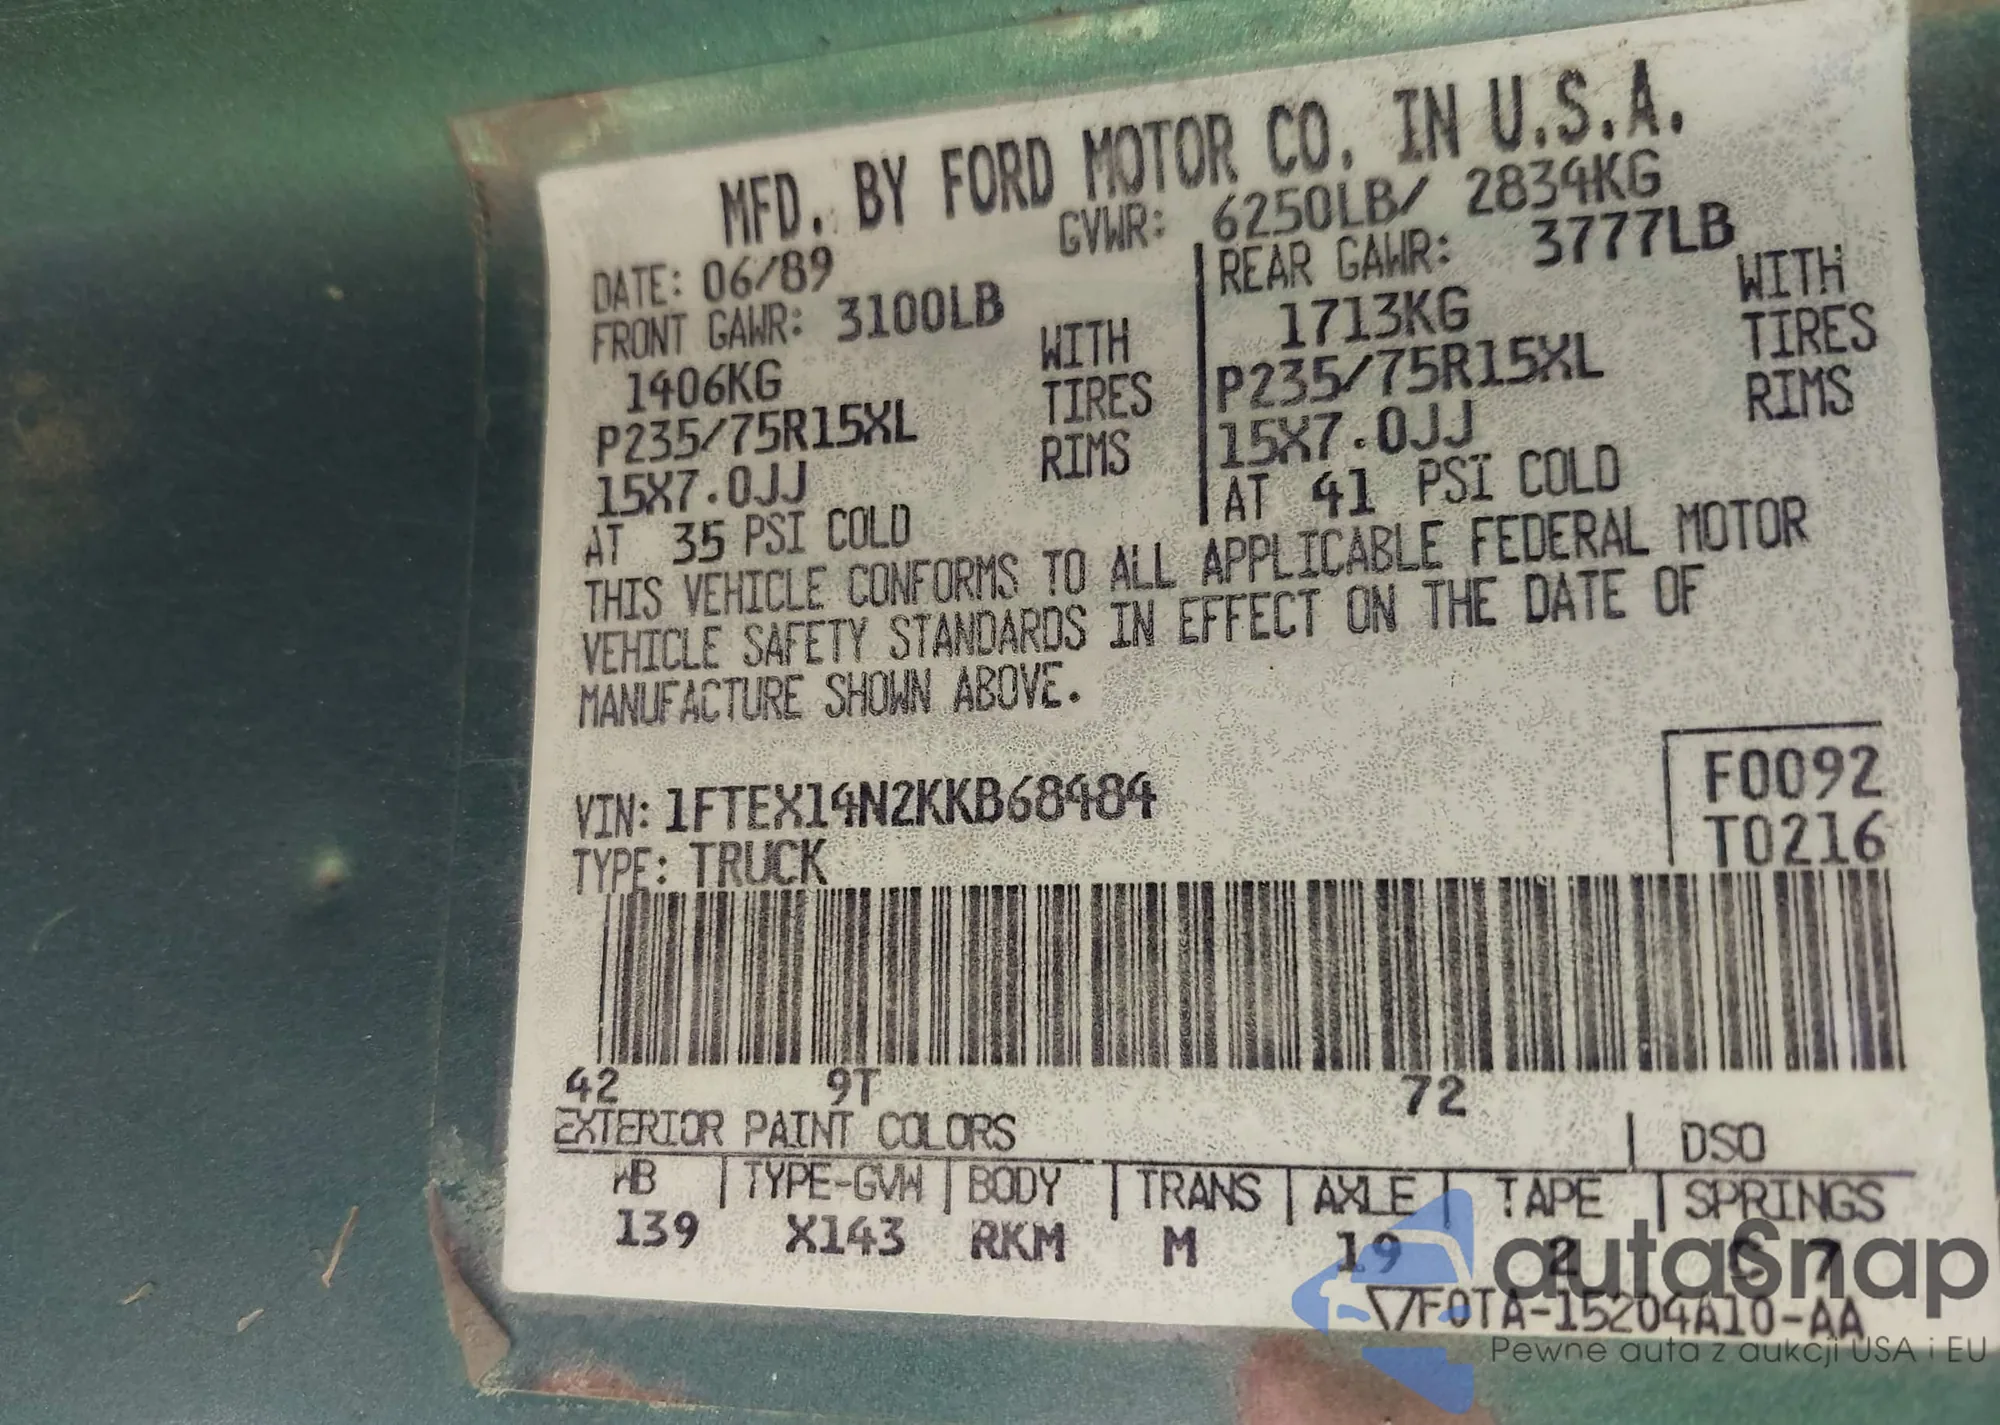 MFD. BY FORD MOTOR CO. IN U.S.A.
DATE: 06/89 GVWR: 6250LB/ 2834KG
FRONT GAWR: 3100LB REAR GAWR: 3777LB
1406KG WITH 1713KG WITH
P235/75R15XL TIRES P235/75R15XL TIRES
15X7.0JJ RIMS 15X7.0JJ RIMS
AT 35 PSI COLD AT 41 PSI COLD
THIS VEHICLE CONFORMS TO ALL APPLICABLE FEDERAL MOTOR
VEHICLE SAFETY STANDARDS IN EFFECT ON THE DATE OF
MANUFACTURE SHOWN ABOVE.
F0092
VIN: 1FTEX14N2KKB68484
T0216
TYPE: TRUCK
42 9T 72
EXTERIOR PAINT COLORS DSO
WB TYPE-GVW BODY TRANS AXLE TAPE SPRINGS
139 X143 RKM M 19 2 C 7
F0TA-15204A10-AA
autaSnap
Pewne auta z aukcji USA i EU